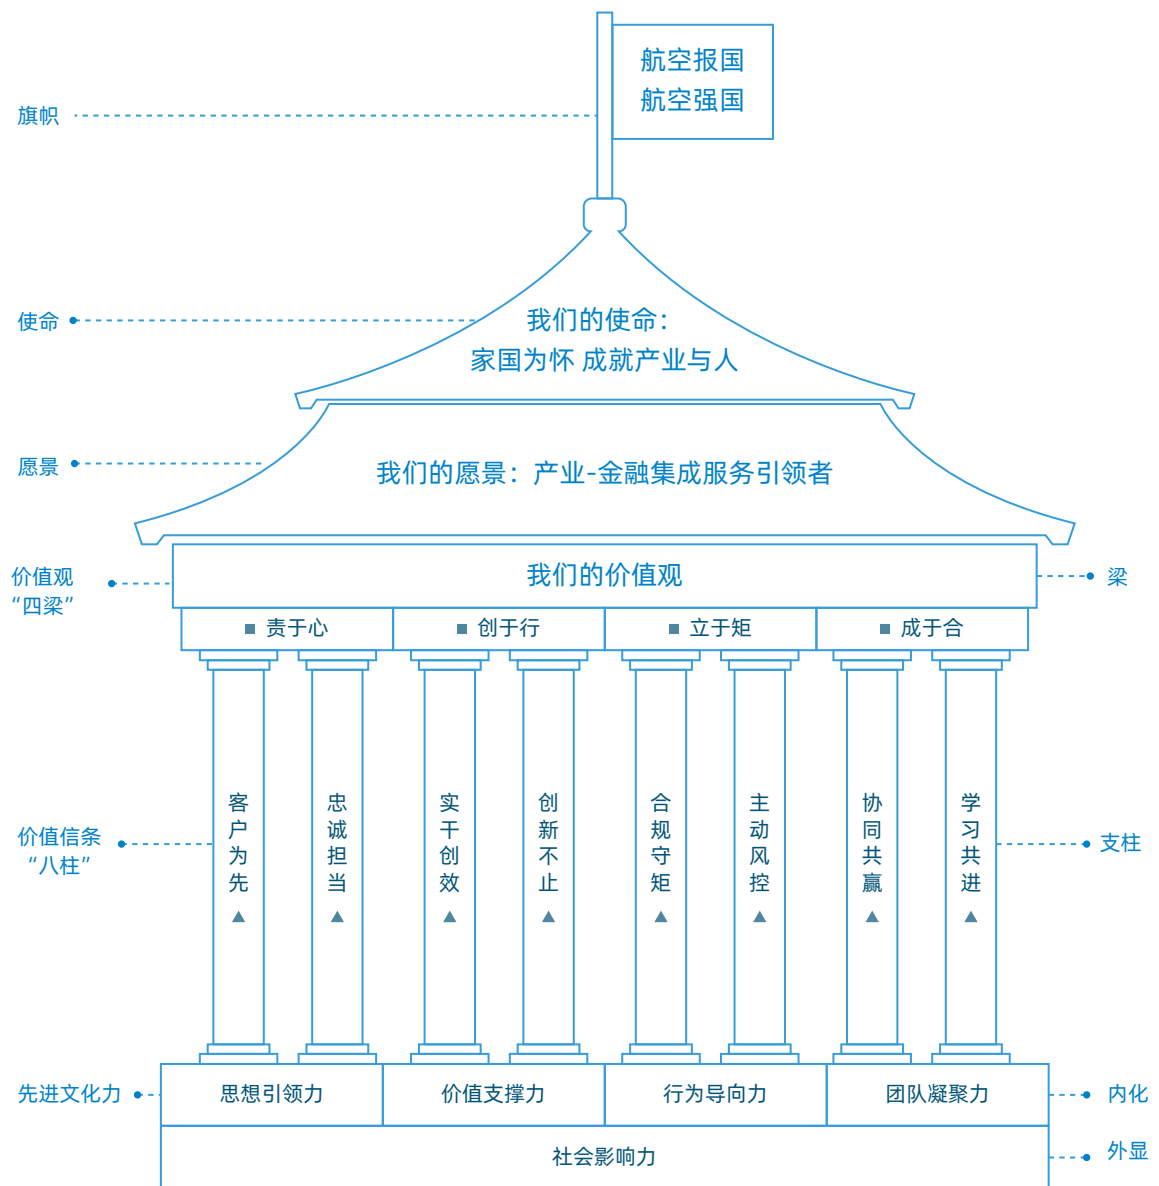 航空报国
航空强国
旗帜
使命
我们的使命：
家国为怀 成就产业与人
愿景
我们的愿景：产业-金融集成服务引领者
价值观
“四梁”
我们的价值观
梁
责于心
创于行
立于矩
成于合
价值信条
“八柱”
客户为先
忠诚担当
实干创效
创新不止
合规守矩
主动风控
协同共赢
学习共进
支柱
先进文化力
思想引领力
价值支撑力
行为导向力
团队凝聚力
内化
社会影响力
外显